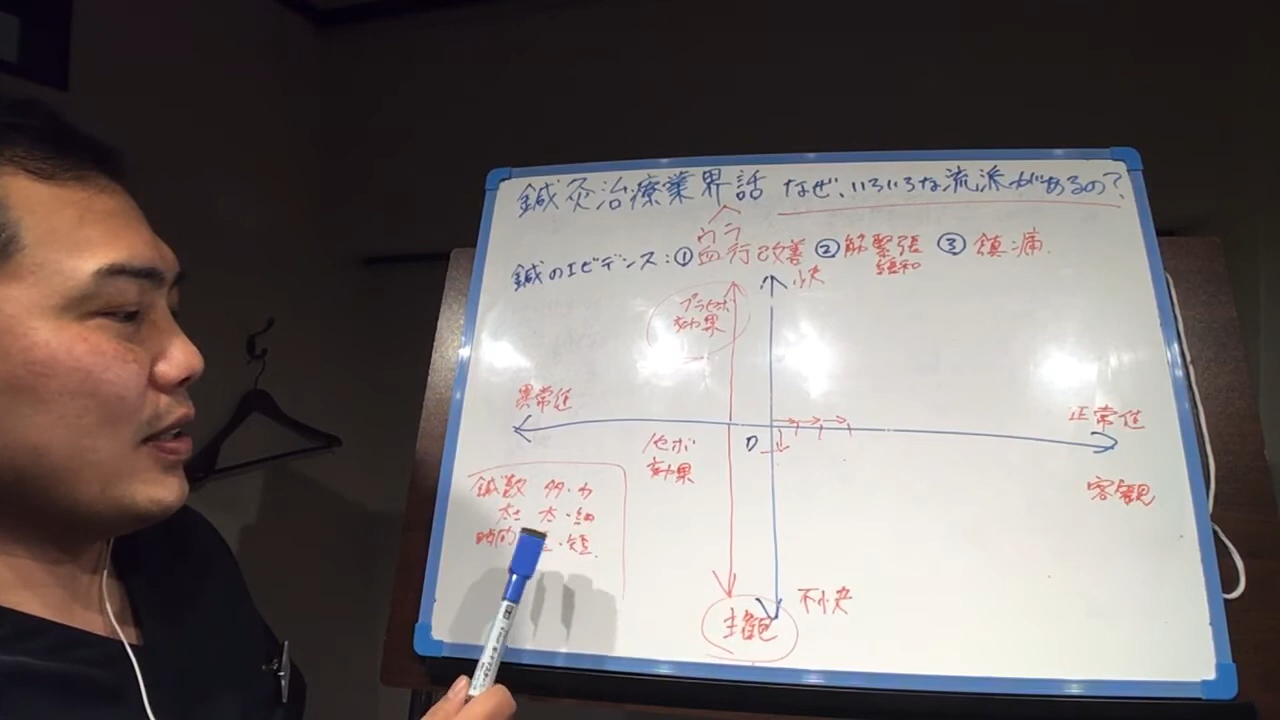 鍼灸治療業界話 なぜ、いろいろな流派があるの?
ウラ
鍼のエビデンス:①血行改善 ②筋緊張 ③鎮痛.
緩和
快
プラセボ
効果
異常値
正常値
ノセボ
効果
0
客観
鍼数 多・少
太さ 太・細
時間 ・短
不快
主観